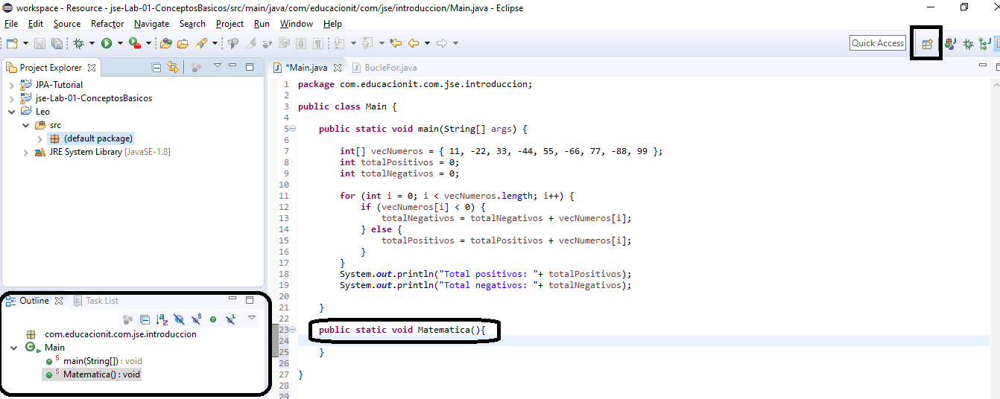 workspace - Resource - jse-Lab-01-ConceptosBasicos/src/main/java/com/educacionit/com/jse/introduccion/Main.java - Eclipse
File Edit Source Refactor Navigate Search Project Run Window Help
Quick Access
Project Explorer
JPA-Tutorial
jse-Lab-01-ConceptosBasicos
Leo
src
(default package)
JRE System Library [JavaSE-1.8]
Outline Task List
com.educacionit.com.jse.introduccion
Main
main(String[]) : void
Matematica() : void
*Main.java BucleFor.java
1 package com.educacionit.com.jse.introduccion;
2
3 public class Main {
4
5 public static void main(String[] args) {
6
7 int[] vecNumeros = { 11, -22, 33, -44, 55, -66, 77, -88, 99 };
8 int totalPositivos = 0;
9 int totalNegativos = 0;
10
11 for (int i = 0; i < vecNumeros.length; i++) {
12 if (vecNumeros[i] < 0) {
13 totalNegativos = totalNegativos + vecNumeros[i];
14 } else {
15 totalPositivos = totalPositivos + vecNumeros[i];
16 }
17 }
18 System.out.println("Total positivos: "+ totalPositivos);
19 System.out.println("Total negativos: "+ totalNegativos);
20
21 }
22
23 public static void Matematica(){
24
25 }
26
27 }
28
29